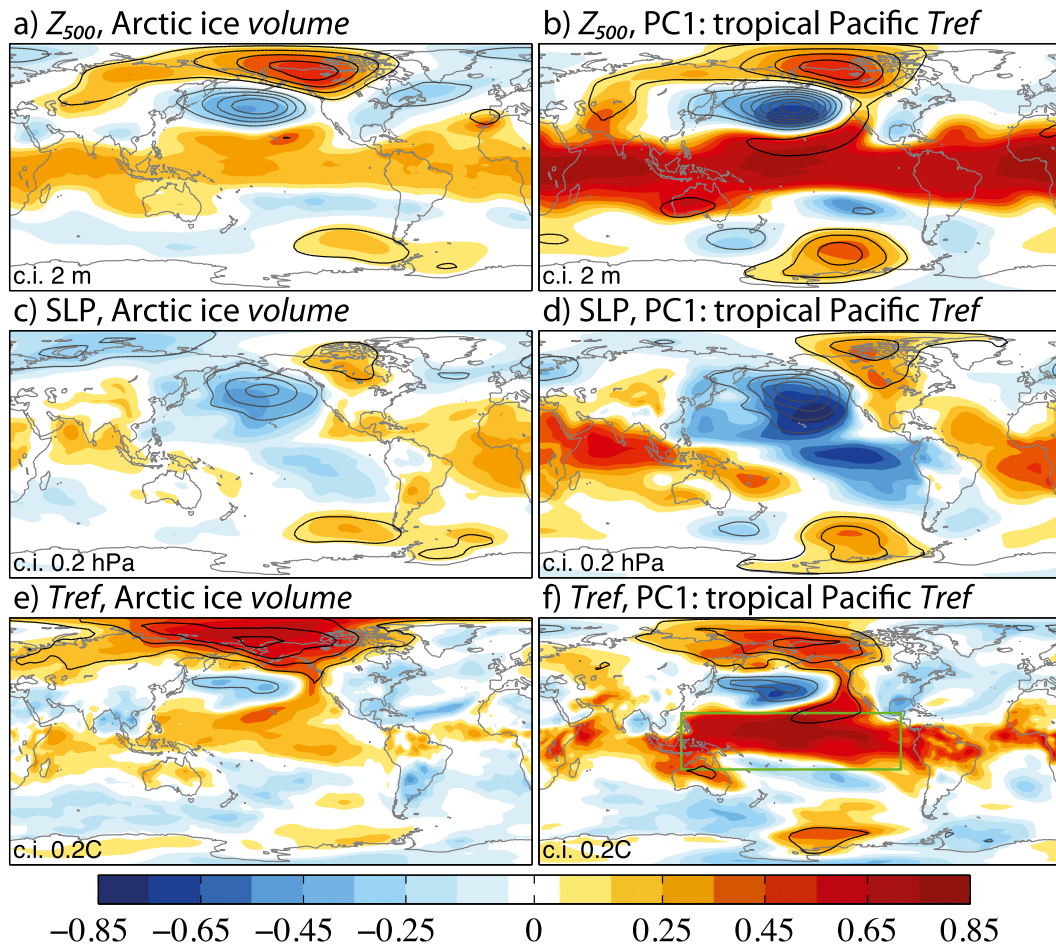 a) Z500, Arctic ice volume
b) Z500, PC1: tropical Pacific Tref
c.i. 2 m
c.i. 2 m
c) SLP, Arctic ice volume
d) SLP, PC1: tropical Pacific Tref
c.i. 0.2 hPa
c.i. 0.2 hPa
e) Tref, Arctic ice volume
f) Tref, PC1: tropical Pacific Tref
c.i. 0.2C
c.i. 0.2C
−0.85 −0.65 −0.45 −0.25 0 0.25 0.45 0.65 0.85